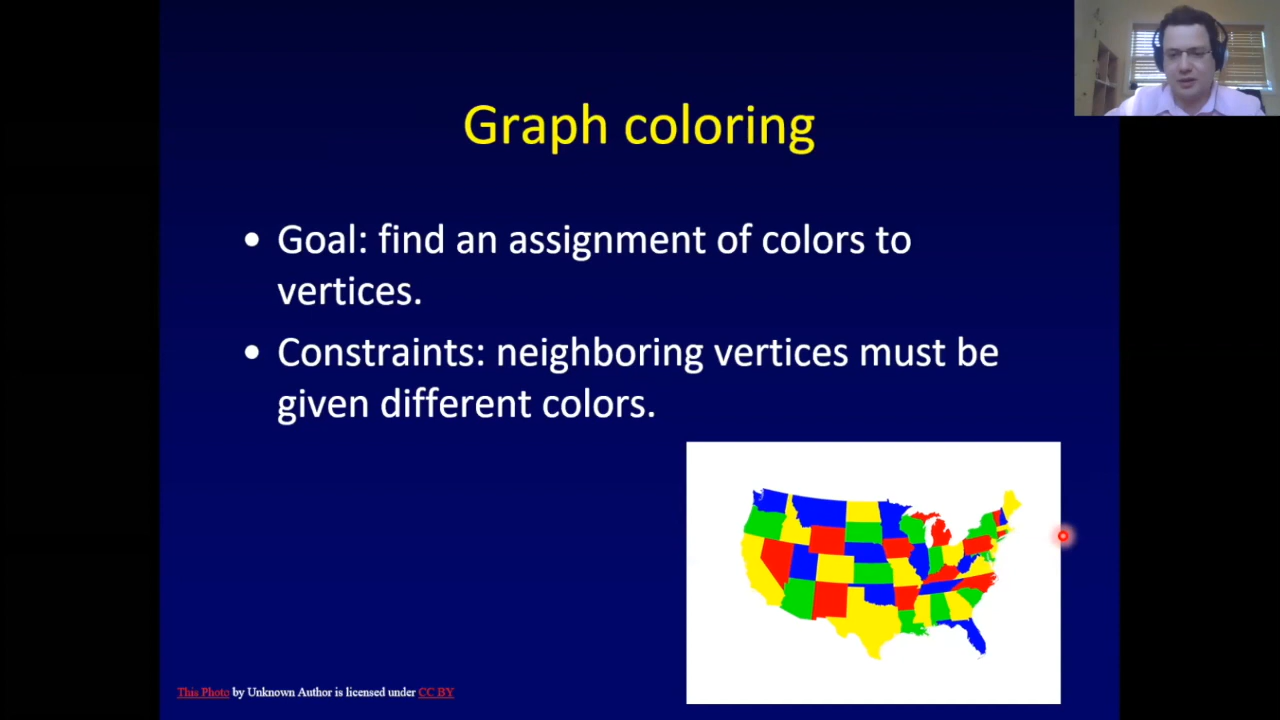 Graph coloring
• Goal: find an assignment of colors to
vertices.
• Constraints: neighboring vertices must be
given different colors.
This Photo by Unknown Author is licensed under CC BY